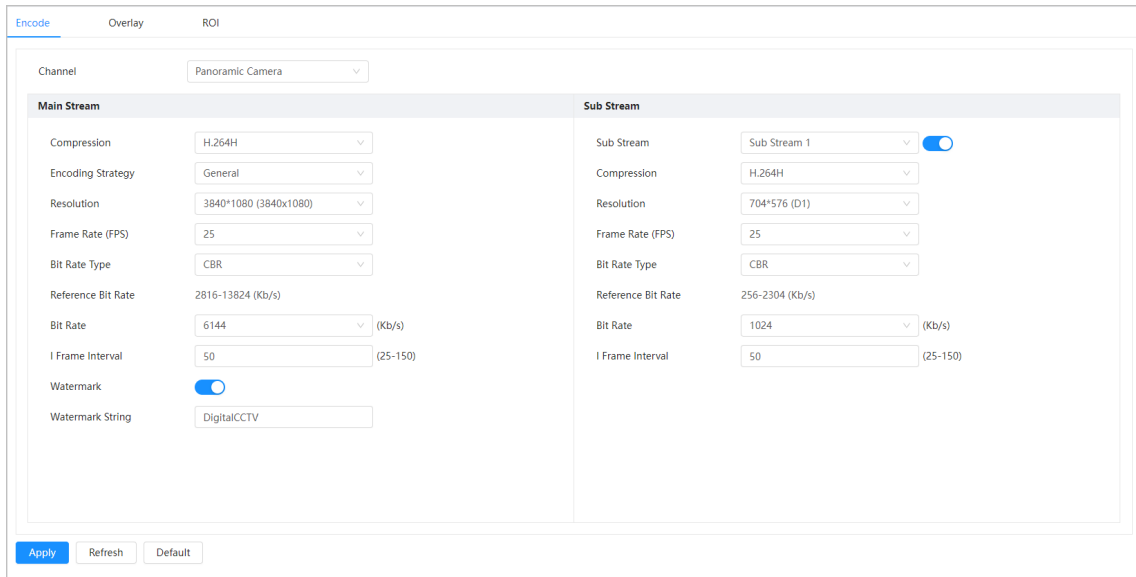 Encode Overlay ROI
Channel Panoramic Camera
Main Stream
Compression H.264H
Encoding Strategy General
Resolution 3840*1080 (3840x1080)
Frame Rate (FPS) 25
Bit Rate Type CBR
Reference Bit Rate 2816-13824 (Kb/s)
Bit Rate 6144 (Kb/s)
I Frame Interval 50 (25-150)
Watermark
Watermark String DigitalCCTV
Sub Stream
Sub Stream Sub Stream 1
Compression H.264H
Resolution 704*576 (D1)
Frame Rate (FPS) 25
Bit Rate Type CBR
Reference Bit Rate 256-2304 (Kb/s)
Bit Rate 1024 (Kb/s)
I Frame Interval 50 (25-150)
Apply Refresh Default